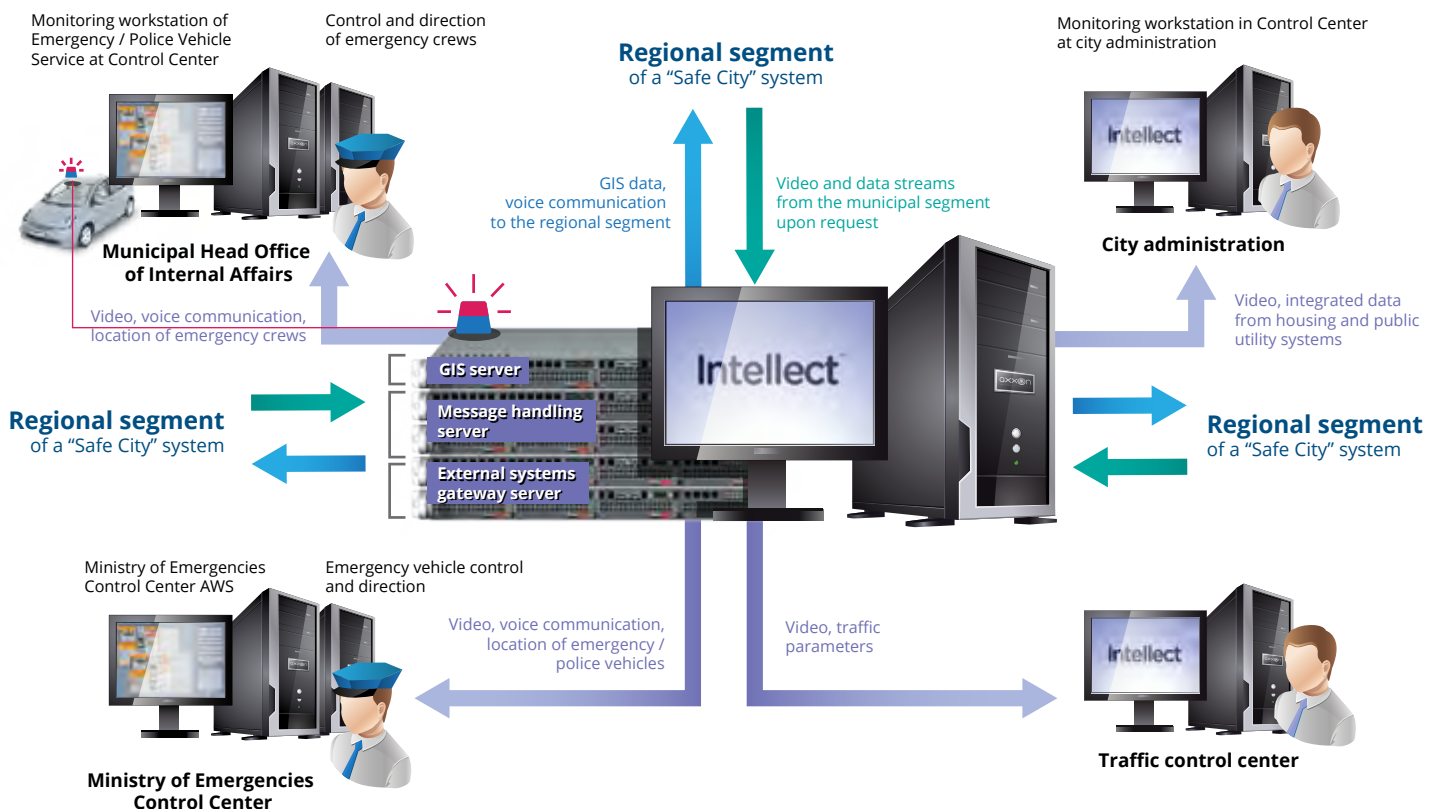 Monitoring workstation of
Emergency / Police Vehicle
Service at Control Center
Control and direction
of emergency crews
Regional segment
of a “Safe City” system
Monitoring workstation in Control Center
at city administration
Intellect
GIS data,
voice communication
to the regional segment
Video and data streams
from the municipal segment
upon request
Municipal Head Office
of Internal Affairs
City administration
Video, voice communication,
location of emergency crews
Video, integrated data
from housing and public
utility systems
GIS server
Message handling
server
External systems
gateway server
Intellect
axxon
Regional segment
of a “Safe City” system
Regional segment
of a “Safe City” system
Ministry of Emergencies
Control Center AWS
Emergency vehicle control
and direction
Video, voice communication,
location of emergency /
police vehicles
Video, traffic
parameters
Intellect
Ministry of Emergencies
Control Center
Traffic control center